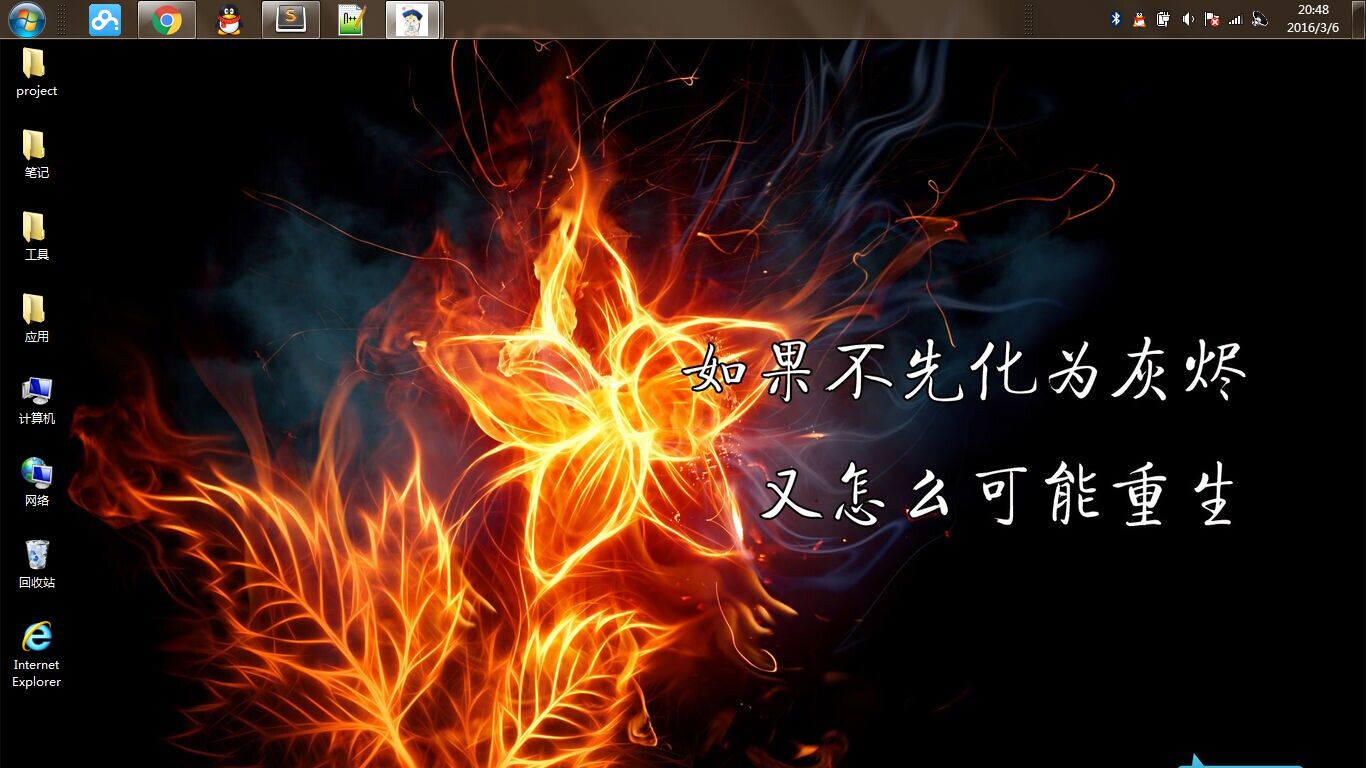 20:48
2016/3/6
project
笔记
工具
应用
计算机
网络
回收站
Internet
Explorer
如果不先化为灰烬
又怎么可能重生